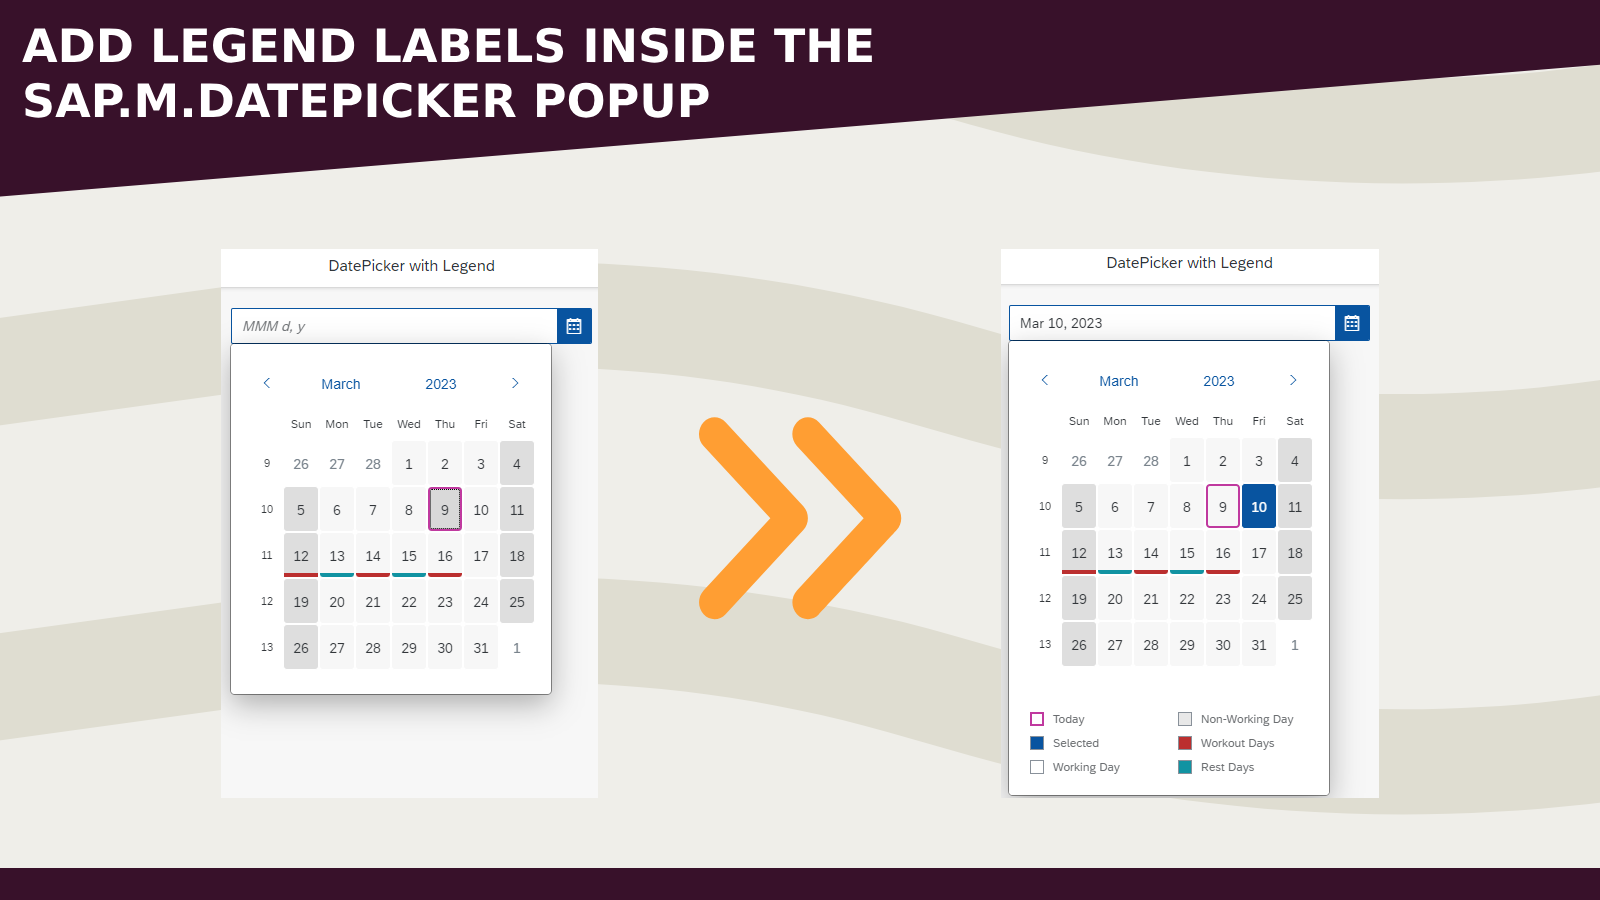 ADD LEGEND LABELS INSIDE THE
SAP.M.DATEPICKER POPUP
DatePicker with Legend
MMM d, y
March 2023
Sun Mon Tue Wed Thu Fri Sat
9 26 27 28 1 2 3 4
10 5 6 7 8 9 10 11
11 12 13 14 15 16 17 18
12 19 20 21 22 23 24 25
13 26 27 28 29 30 31 1
DatePicker with Legend
Mar 10, 2023
March 2023
Sun Mon Tue Wed Thu Fri Sat
9 26 27 28 1 2 3 4
10 5 6 7 8 9 10 11
11 12 13 14 15 16 17 18
12 19 20 21 22 23 24 25
13 26 27 28 29 30 31 1
Today Non-Working Day
Selected Workout Days
Working Day Rest Days